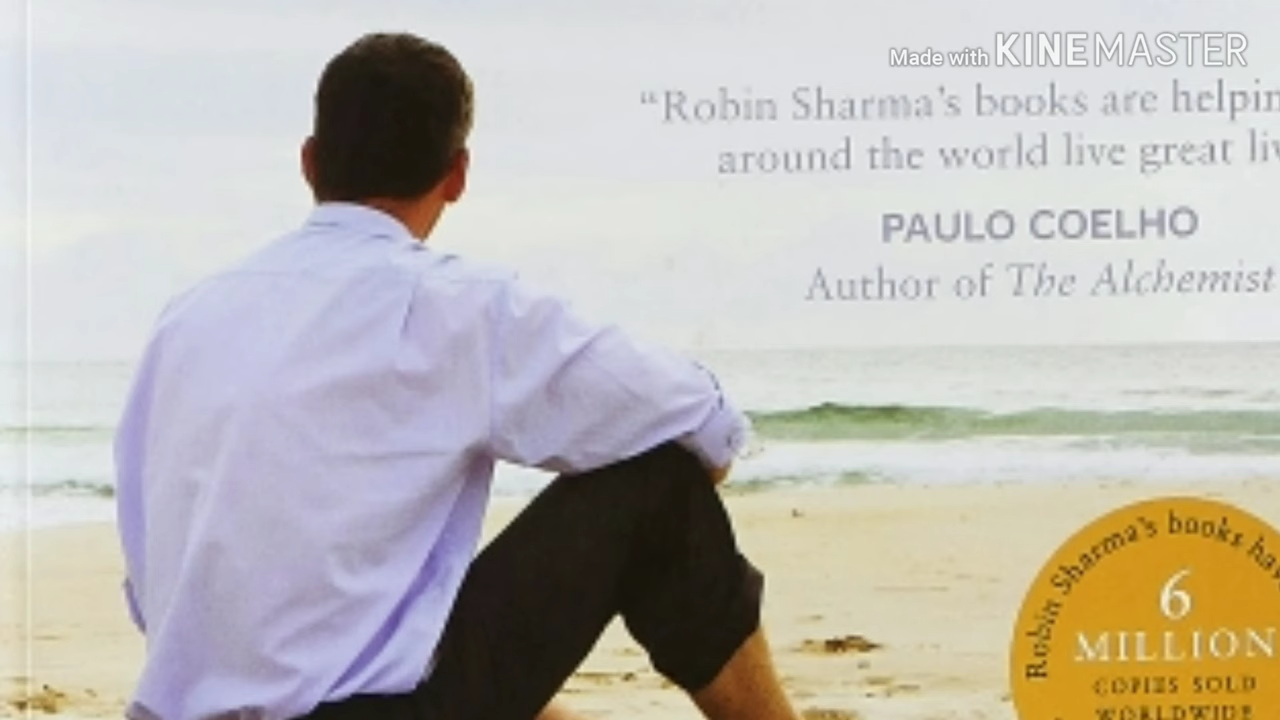 Made with KINEMASTER
“Robin Sharma’s books are helpin
around the world live great liv
PAULO COELHO
Author of The Alchemist
Robin Sharma’s books hav
6
MILLION
COPIES SOLD
WORLDWIDE